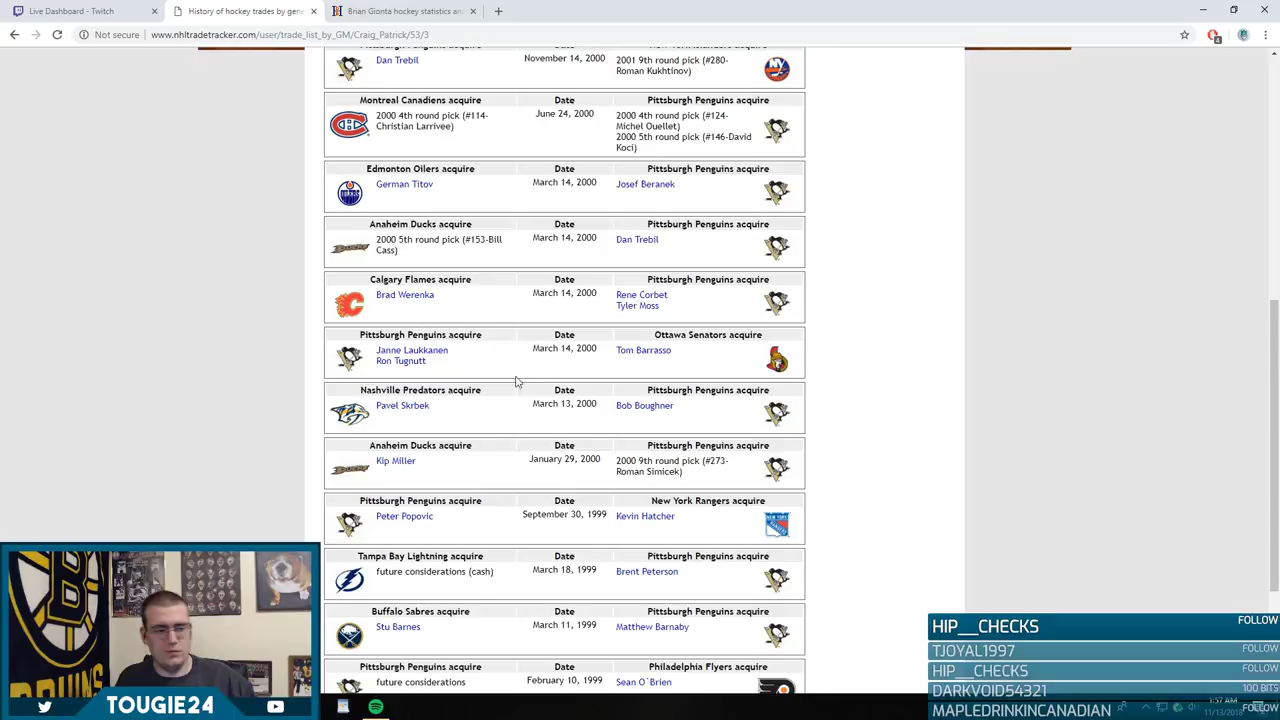 Live Dashboard - Twitch
History of hockey trades by gene
Brian Gionta hockey statistics an
Not secure
www.nhltradetracker.com/user/trade_list_by_GM/Craig_Patrick/53/3
Dan Trebil
November 14, 2000
2001 9th round pick (#280-
Roman Kukhtinov)
Montreal Canadiens acquire
Date
Pittsburgh Penguins acquire
2000 4th round pick (#114-
Christian Larrivee)
June 24, 2000
2000 4th round pick (#124-
Michel Ouellet)
2000 5th round pick (#146-David
Koci)
Edmonton Oilers acquire
Date
Pittsburgh Penguins acquire
German Titov
March 14, 2000
Josef Beranek
Anaheim Ducks acquire
Date
Pittsburgh Penguins acquire
2000 5th round pick (#153-Bill
Cass)
March 14, 2000
Dan Trebil
Calgary Flames acquire
Date
Pittsburgh Penguins acquire
Brad Werenka
March 14, 2000
Rene Corbet
Tyler Moss
Pittsburgh Penguins acquire
Date
Ottawa Senators acquire
Janne Laukkanen
Ron Tugnutt
March 14, 2000
Tom Barrasso
Nashville Predators acquire
Date
Pittsburgh Penguins acquire
Pavel Skrbek
March 13, 2000
Bob Boughner
Anaheim Ducks acquire
Date
Pittsburgh Penguins acquire
Kip Miller
January 29, 2000
2000 9th round pick (#273-
Roman Simicek)
Pittsburgh Penguins acquire
Date
New York Rangers acquire
Peter Popovic
September 30, 1999
Kevin Hatcher
Tampa Bay Lightning acquire
Date
Pittsburgh Penguins acquire
future considerations (cash)
March 18, 1999
Brent Peterson
Buffalo Sabres acquire
Date
Pittsburgh Penguins acquire
Stu Barnes
March 11, 1999
Matthew Barnaby
Pittsburgh Penguins acquire
Date
Philadelphia Flyers acquire
future considerations
February 10, 1999
Sean O`Brien
BRUINS
TOUGIE24
HIP__CHECKS FOLLOW
TJOYAL1997 FOLLOW
HIP__CHECKS FOLLOW
DARKVOID54321 100 BITS
MAPLEDRINKINCANADIAN FOLLOW
1:57 AM
11/13/2018